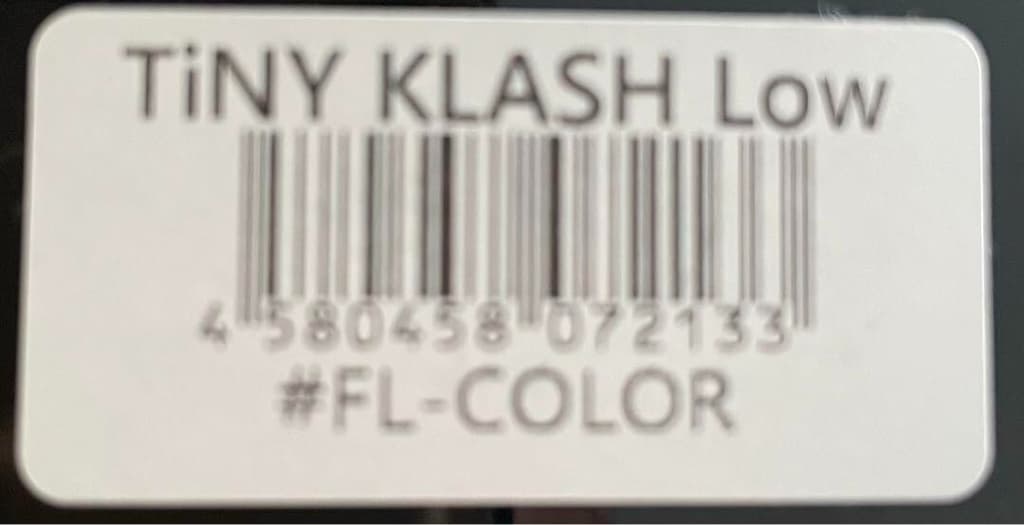 TiNY KLASH Low
4 580458 072133
#FL-COLOR